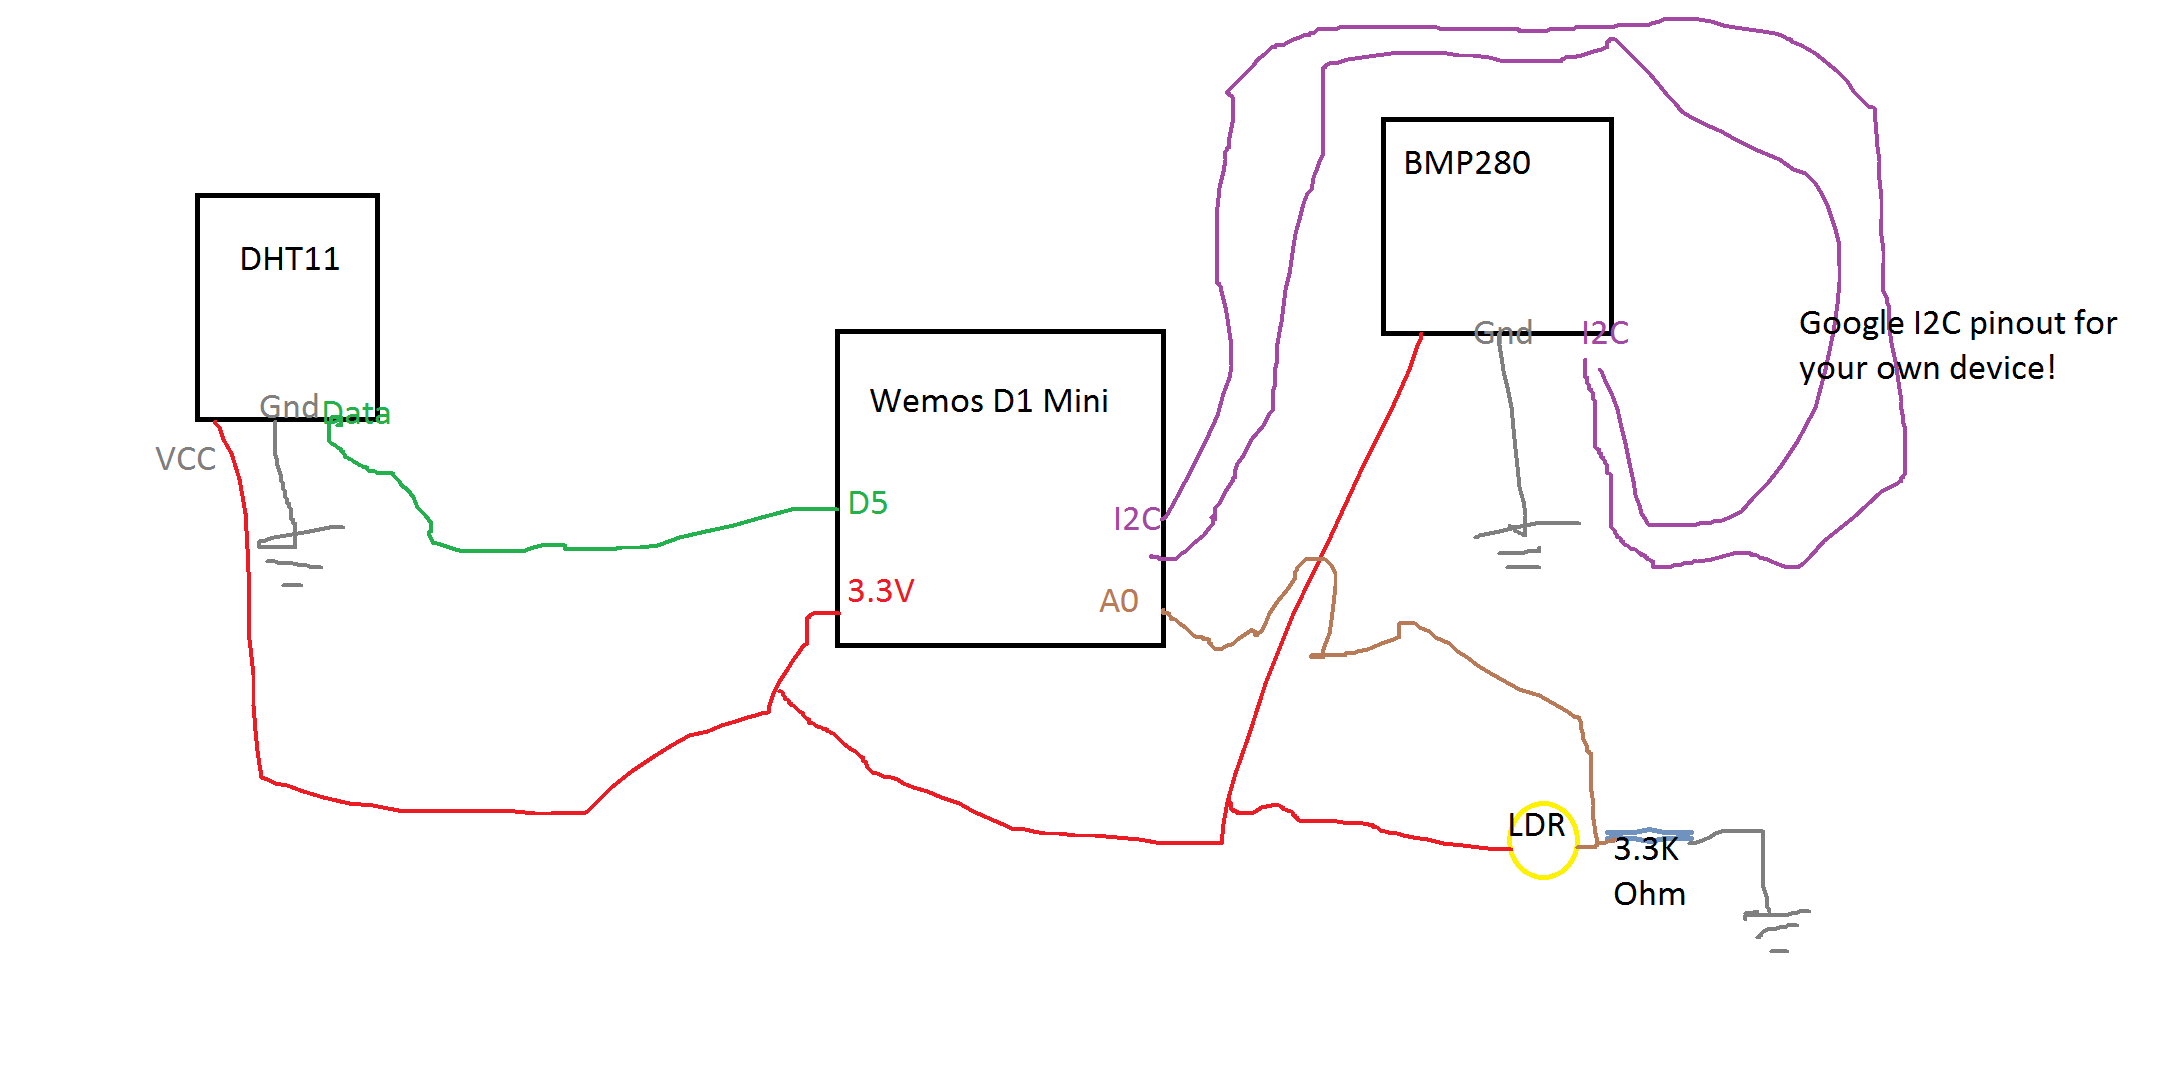 BMP280
DHT11
Gnd
I2C
Google I2C pinout for
your own device!
Wemos D1 Mini
Gnd
Data
VCC
D5
I2C
3.3V
A0
LDR
3.3K
Ohm